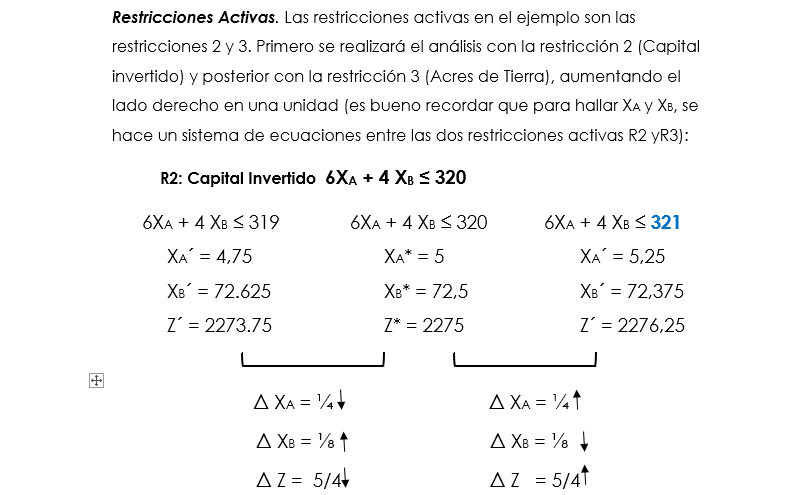 Restricciones Activas. Las restricciones activas en el ejemplo son las
restricciones 2 y 3. Primero se realizará el análisis con la restricción 2 (Capital
invertido) y posterior con la restricción 3 (Acres de Tierra), aumentando el
lado derecho en una unidad (es bueno recordar que para hallar XA y XB, se
hace un sistema de ecuaciones entre las dos restricciones activas R2 yR3):
R2: Capital Invertido 6XA + 4 XB ≤ 320
6XA + 4 XB ≤ 319 6XA + 4 XB ≤ 320 6XA + 4 XB ≤ 321
XA´ = 4,75 XA* = 5 XA´ = 5,25
XB´ = 72.625 XB* = 72,5 XB´ = 72,375
Z´ = 2273.75 Z* = 2275 Z´ = 2276,25
Δ XA = ¼↓ Δ XA = ¼↑
Δ XB = ⅛ ↑ Δ XB = ⅛ ↓
Δ Z = 5/4↓ Δ Z = 5/4↑